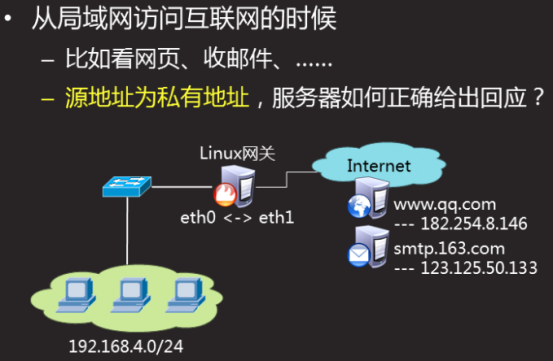 • 从局域网访问互联网的时候
– 比如看网页、收邮件、……
– 源地址为私有地址，服务器如何正确给出回应？
Linux网关
Internet
eth0 <-> eth1
www.qq.com
--- 182.254.8.146
smtp.163.com
--- 123.125.50.133
192.168.4.0/24